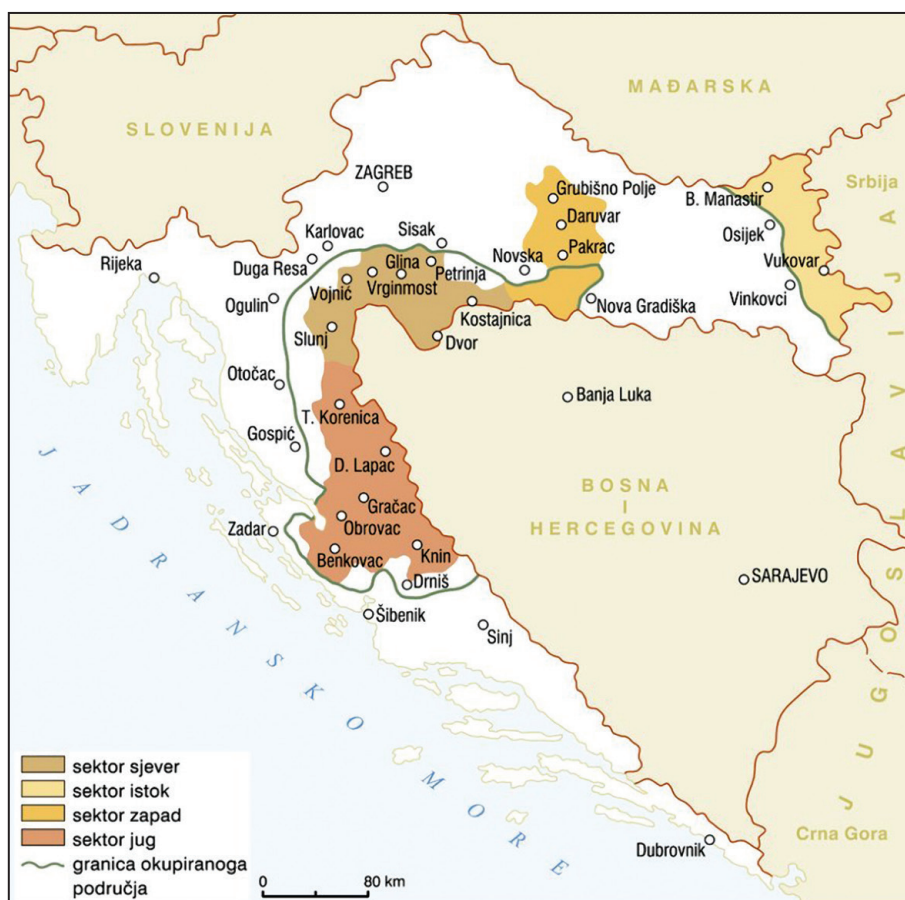 MAĐARSKA
SLOVENIJA
ZAGREB
Srbija
Grubišno Polje
B. Manastir
Daruvar
Osijek
Karlovac
Sisak
Pakrac
Novska
Rijeka
Duga Resa
Glina
Petrinja
Vukovar
Vojnić
Vrginmost
Vinkovci
Ogulin
Kostajnica
Nova Gradiška
Slunj
Dvor
Otočac
Banja Luka
T. Korenica
Gospić
D. Lapac
BOSNA
I
HERCEGOVINA
Gračac
Zadar
Obrovac
Knin
Benkovac
Drniš
SARAJEVO
Šibenik
Sinj
JUGOSLAVIJA
JADRANSKO MORE
Crna Gora
Dubrovnik
sektor sjever
sektor istok
sektor zapad
sektor jug
granica okupiranoga
područja
0 80 km